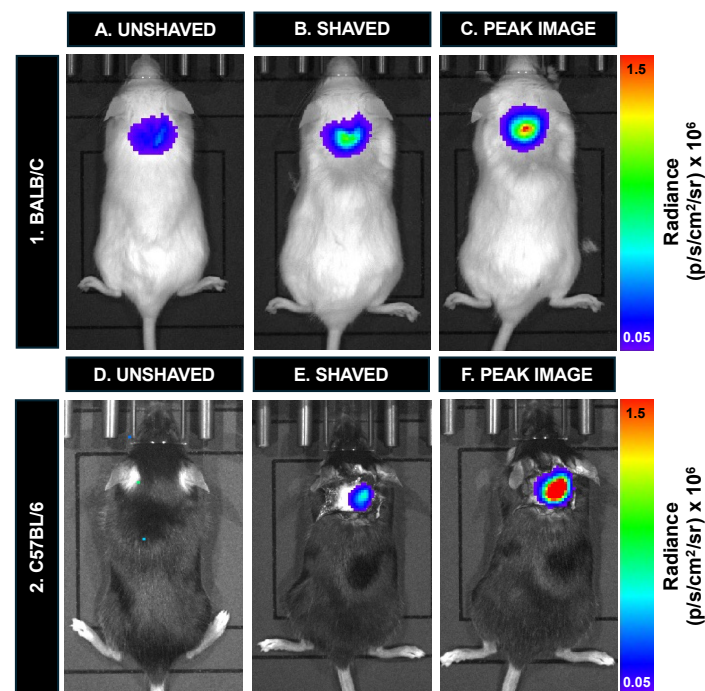 A. UNSHAVED
B. SHAVED
C. PEAK IMAGE
1. BALB/C
1.5
0.05
Radiance
(p/s/cm²/sr) x 10⁶
D. UNSHAVED
E. SHAVED
F. PEAK IMAGE
2. C57BL/6
1.5
0.05
Radiance
(p/s/cm²/sr) x 10⁶